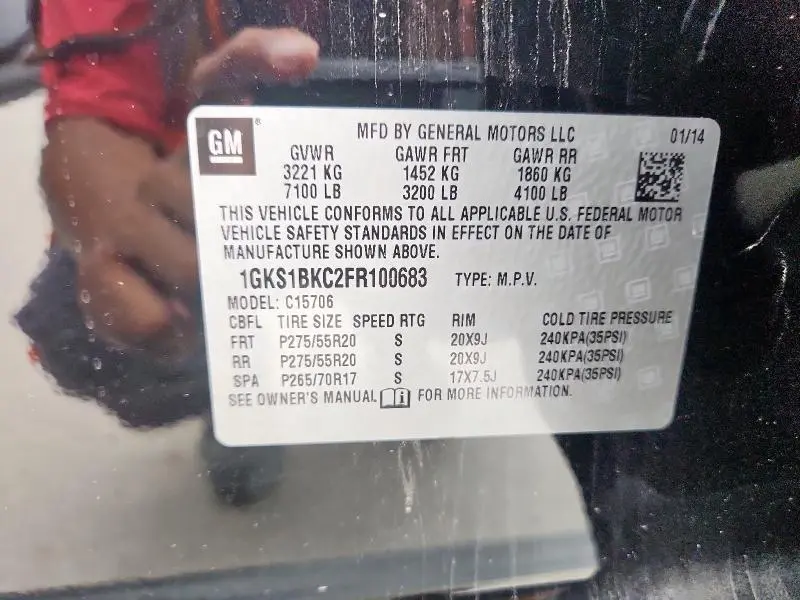 GM ® MFD BY GENERAL MOTORS LLC 01/14
GVWR GAWR FRT GAWR RR
3221 KG 1452 KG 1860 KG
7100 LB 3200 LB 4100 LB
THIS VEHICLE CONFORMS TO ALL APPLICABLE U.S. FEDERAL MOTOR
VEHICLE SAFETY STANDARDS IN EFFECT ON THE DATE OF
MANUFACTURE SHOWN ABOVE.
1GKS1BKC2FR100683 TYPE: M.P.V.
MODEL: C15706
CBFL TIRE SIZE SPEED RTG RIM COLD TIRE PRESSURE
FRT P275/55R20 S 20X9J 240KPA(35PSI)
RR P275/55R20 S 20X9J 240KPA(35PSI)
SPA P265/70R17 S 17X7.5J 240KPA(35PSI)
SEE OWNER'S MANUAL FOR MORE INFORMATION.